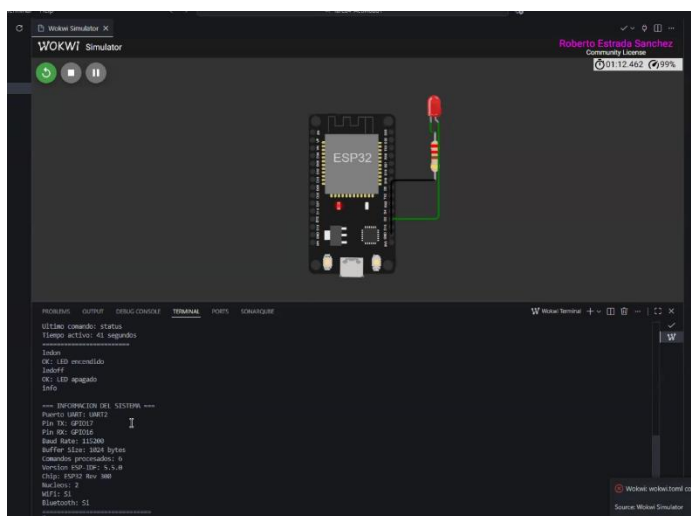 Wokwi Simulator
WOKWI Simulator
Roberto Estrada Sanchez
Community License
01:12.462 99%
ESP32
PROBLEMS OUTPUT DEBUG CONSOLE TERMINAL PORTS SONARQUBE
Wokwi Terminal
Ultimo comando: status
Tiempo activo: 41 segundos
=========================
ledon
OK: LED encendido
ledoff
OK: LED apagado
info
=== INFORMACION DEL SISTEMA ===
Puerto UART: UART2
Pin TX: GPIO17
Pin RX: GPIO16
Baud Rate: 115200
Buffer Size: 1024 bytes
Comandos procesados: 6
Version ESP-IDF: 5.5.0
Chip: ESP32 Rev 300
Nucleos: 2
WiFi: Si
Bluetooth: Si
===============================
Wokwi: wokwi.toml co
Source: Wokwi Simulator